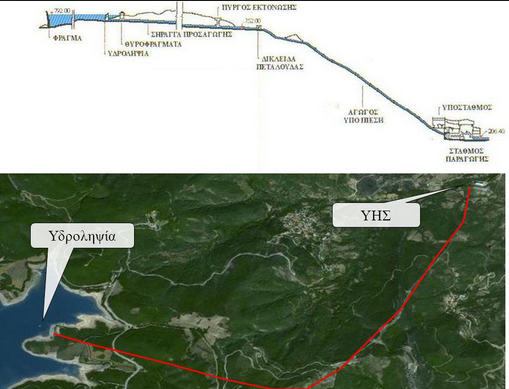 ΠΥΡΓΟΣ ΕΚΤΟΝΩΣΗΣ
792.00
ΣΗΡΑΓΓΑ ΠΡΟΣΑΓΩΓΗΣ
752.00
ΦΡΑΓΜΑ
ΘΥΡΟΦΡΑΓΜΑΤΑ
ΥΔΡΟΛΗΨΙΑ
ΔΙΚΛΕΙΔΑ
ΠΕΤΑΛΟΥΔΑΣ
ΑΓΩΓΟΣ
ΥΠΟ ΠΙΕΣΗ
ΥΠΟΣΤΑΘΜΟΣ
206.40
ΣΤΑΘΜΟΣ
ΠΑΡΑΓΩΓΗΣ
ΥΗΣ
Υδροληψία